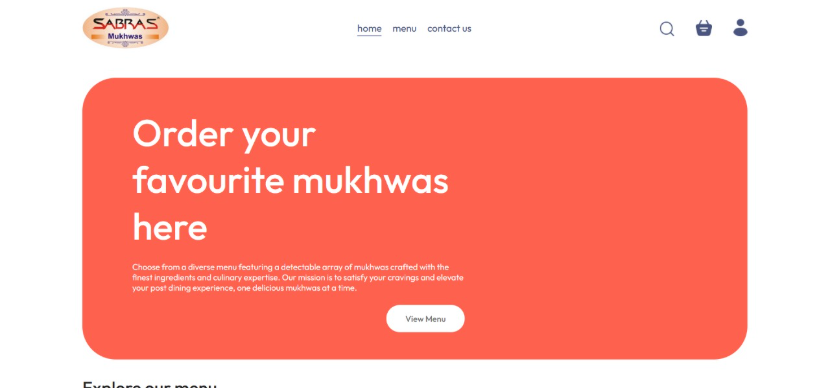 SABRAS
Mukhwas
home menu contact us
Order your
favourite mukhwas
here
Choose from a diverse menu featuring a detectable array of mukhwas crafted with the
finest ingredients and culinary expertise. Our mission is to satisfy your cravings and elevate
your post dining experience, one delicious mukhwas at a time.
View Menu
Explore our menu